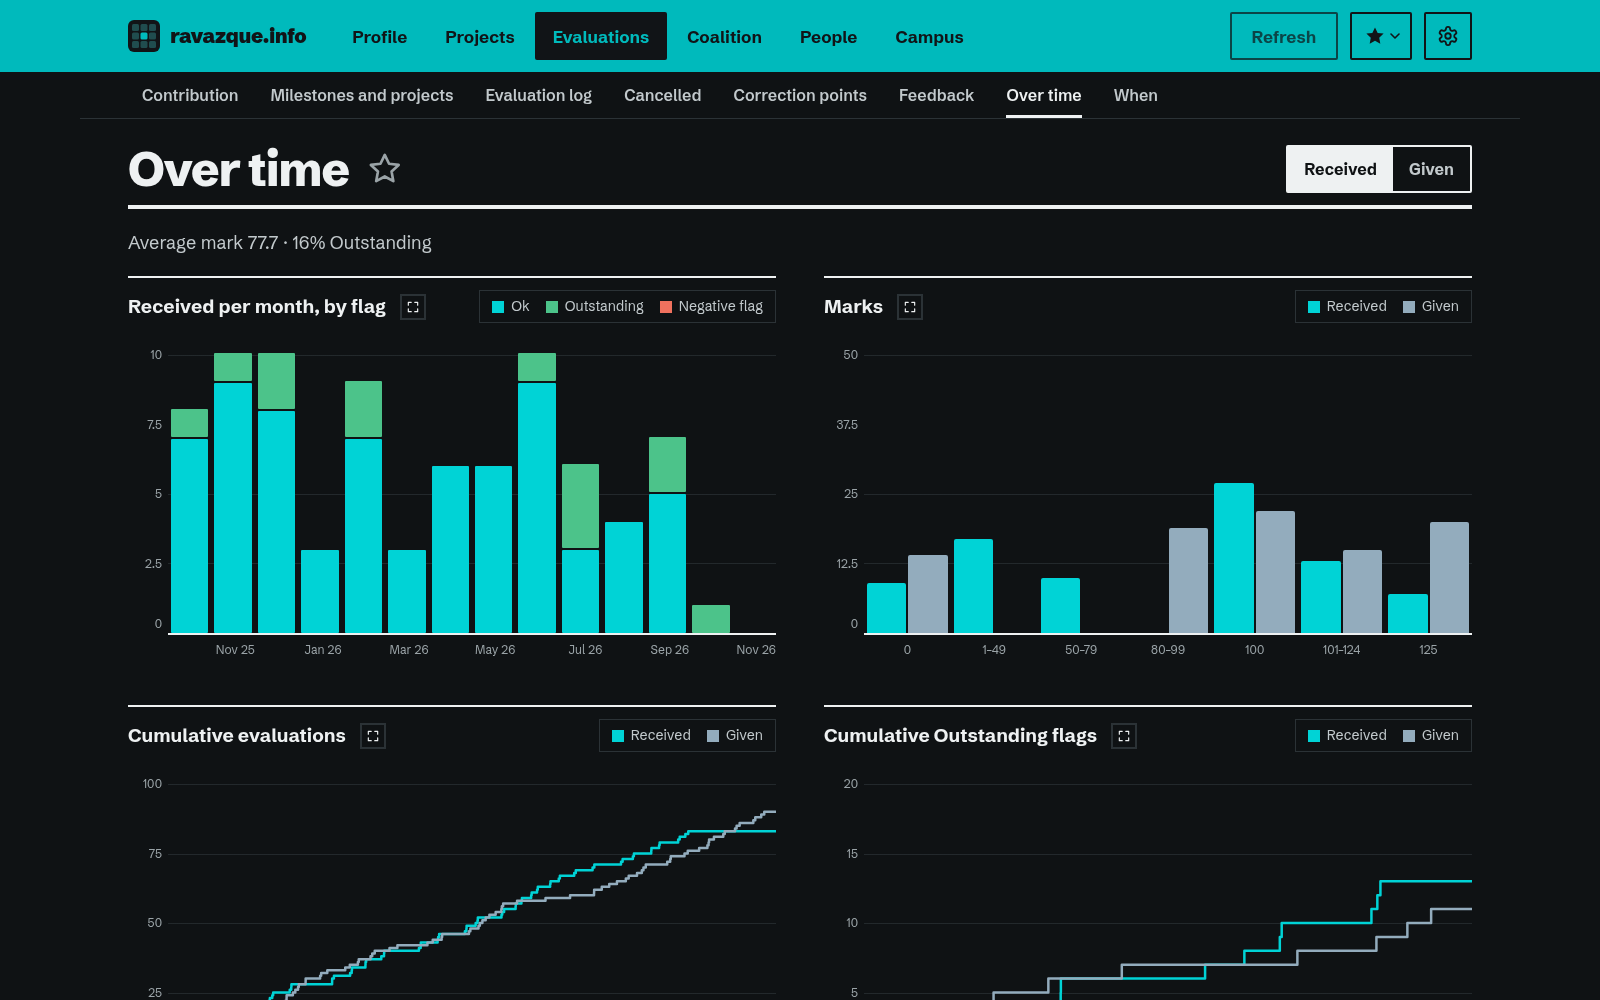 ravazque.info
Profile
Projects
Evaluations
Coalition
People
Campus
Refresh
Contribution
Milestones and projects
Evaluation log
Cancelled
Correction points
Feedback
Over time
When
Over time
Received
Given
Average mark 77.7 · 16% Outstanding
Received per month, by flag
Ok
Outstanding
Negative flag
10
7.5
5
2.5
0
Nov 25
Jan 26
Mar 26
May 26
Jul 26
Sep 26
Nov 26
Marks
Received
Given
50
37.5
25
12.5
0
0
1-49
50-79
80-99
100
101-124
125
Cumulative evaluations
Received
Given
100
75
50
25
Cumulative Outstanding flags
Received
Given
20
15
10
5